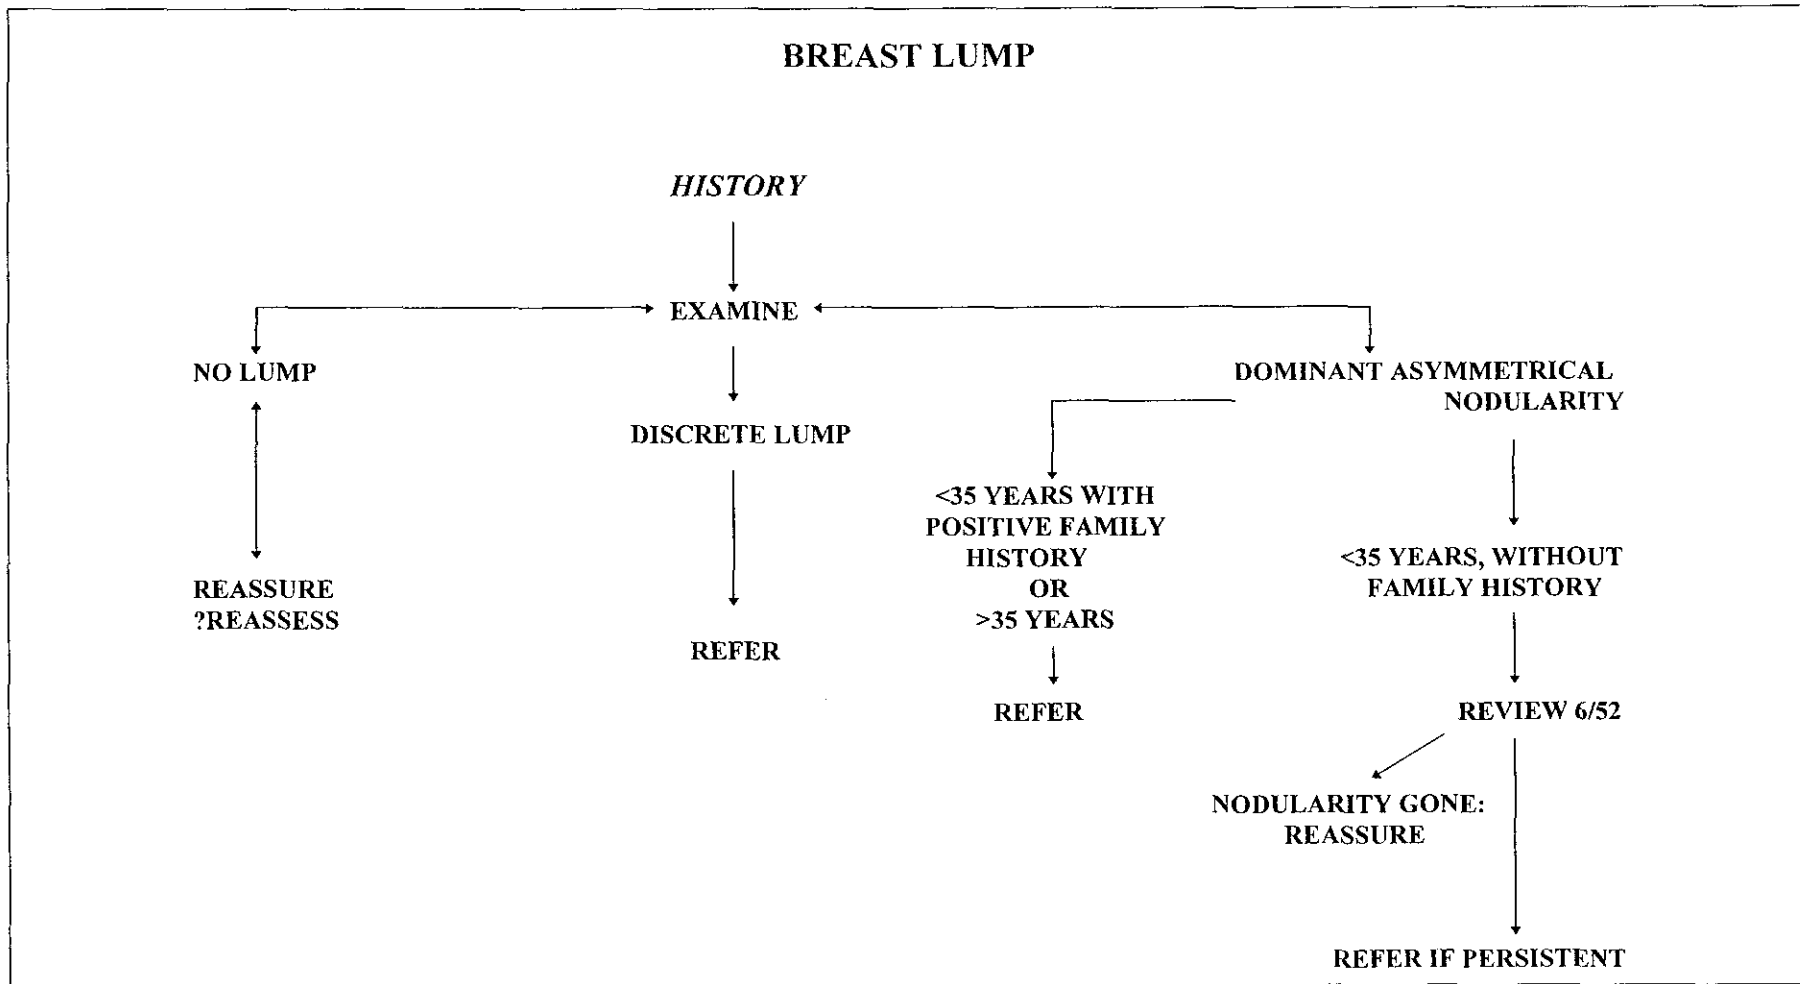 BREAST LUMP
HISTORY
EXAMINE
NO LUMP
REASSURE
?REASSESS
DISCRETE LUMP
REFER
DOMINANT ASYMMETRICAL
NODULARITY
<35 YEARS WITH
POSITIVE FAMILY
HISTORY
OR
>35 YEARS
REFER
<35 YEARS, WITHOUT
FAMILY HISTORY
REVIEW 6/52
NODULARITY GONE:
REASSURE
REFER IF PERSISTENT